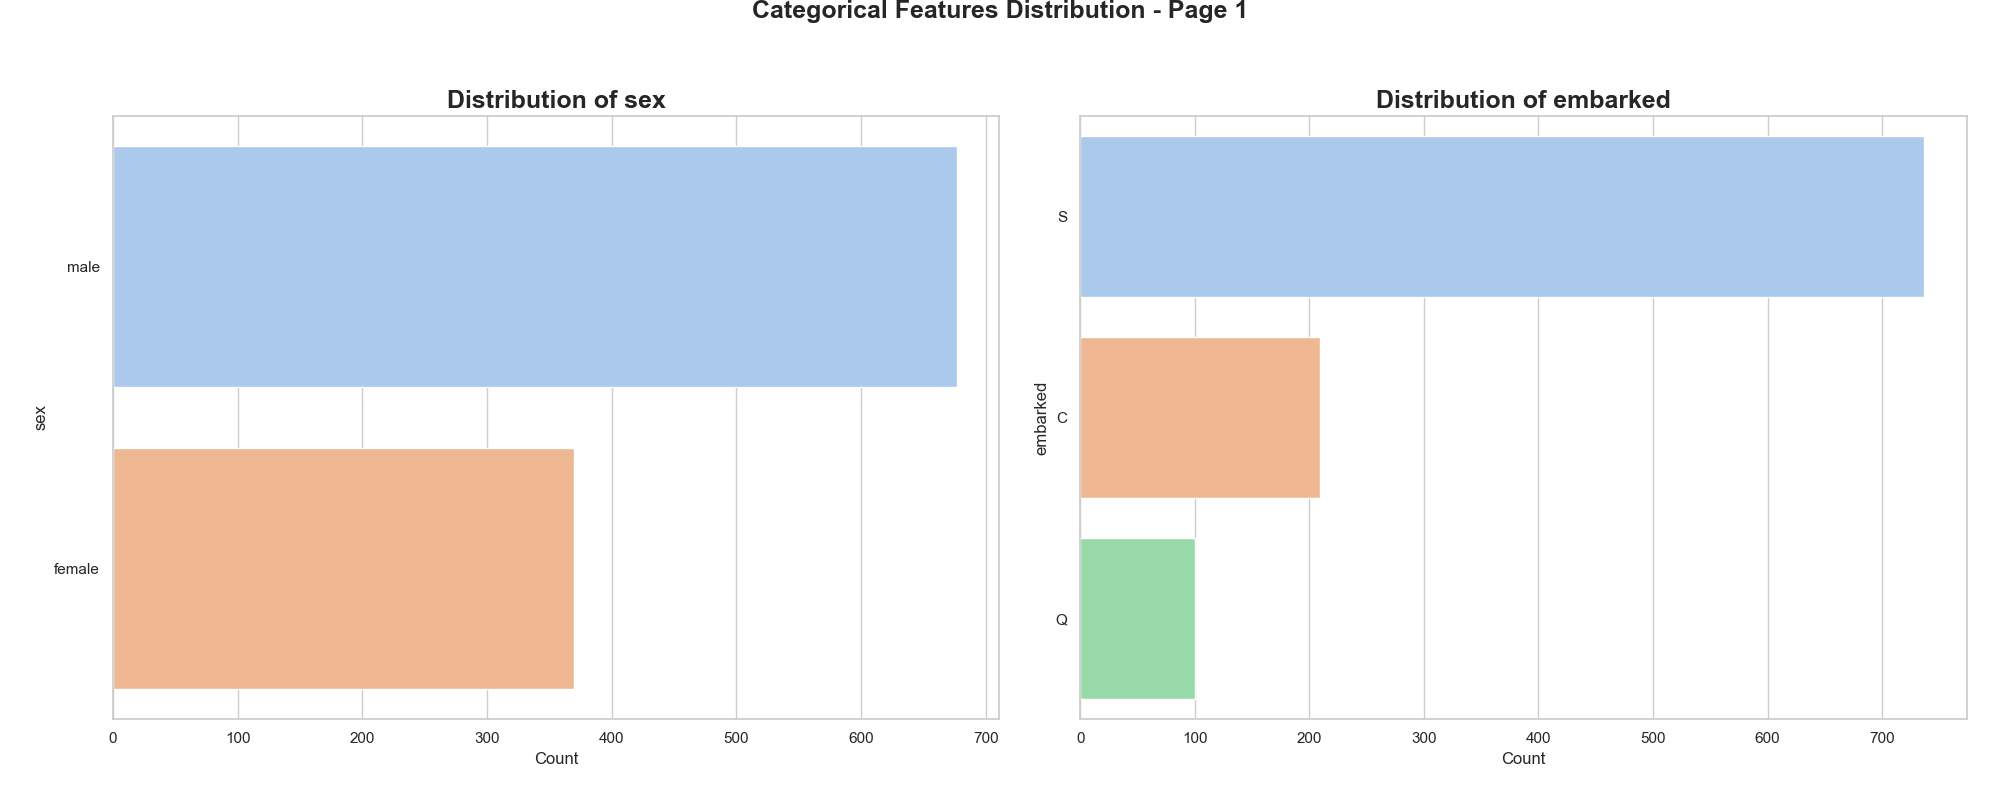 Categorical Features Distribution - Page 1
Distribution of sex
male
female
sex
0 100 200 300 400 500 600 700
Count
Distribution of embarked
S
C
Q
embarked
0 100 200 300 400 500 600 700
Count